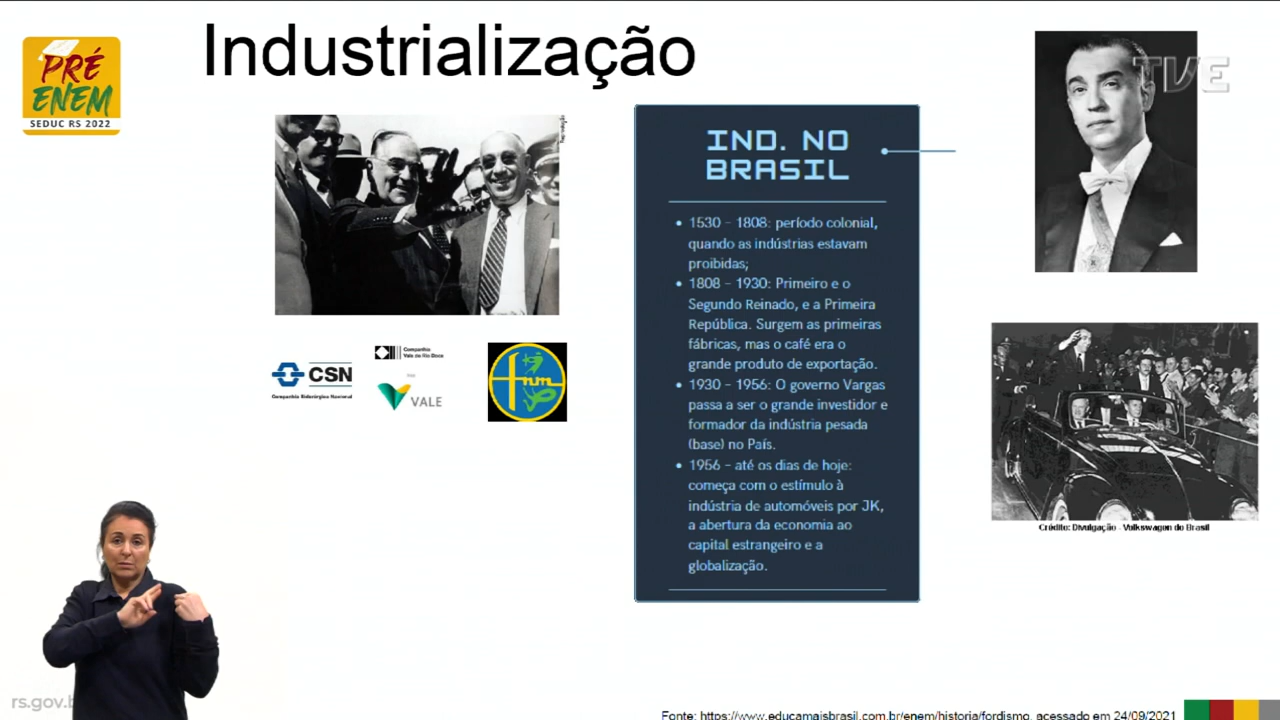 Industrialização
PRÉ
ENEM
SEDUC RS 2022
TVE
Reprodução
IND. NO
BRASIL
• 1530 – 1808: período colonial,
quando as indústrias estavam
proibidas;
• 1808 – 1930: Primeiro e o
Segundo Reinado, e a Primeira
República. Surgem as primeiras
fábricas, mas o café era o
grande produto de exportação.
• 1930 – 1956: O governo Vargas
passa a ser o grande investidor e
formador da indústria pesada
(base) no País.
• 1956 – até os dias de hoje:
começa com o estímulo à
indústria de automóveis por JK,
a abertura da economia ao
capital estrangeiro e a
globalização.
CSN
Companhia Siderúrgica Nacional
Companhia
Vale do Rio Doce
VALE
fnm
Crédito: Divulgação - Volkswagen do Brasil
rs.gov.b
Fonte: https://www.educamaisbrasil.com.br/enem/historia/fordismo, acessado em 24/09/2021